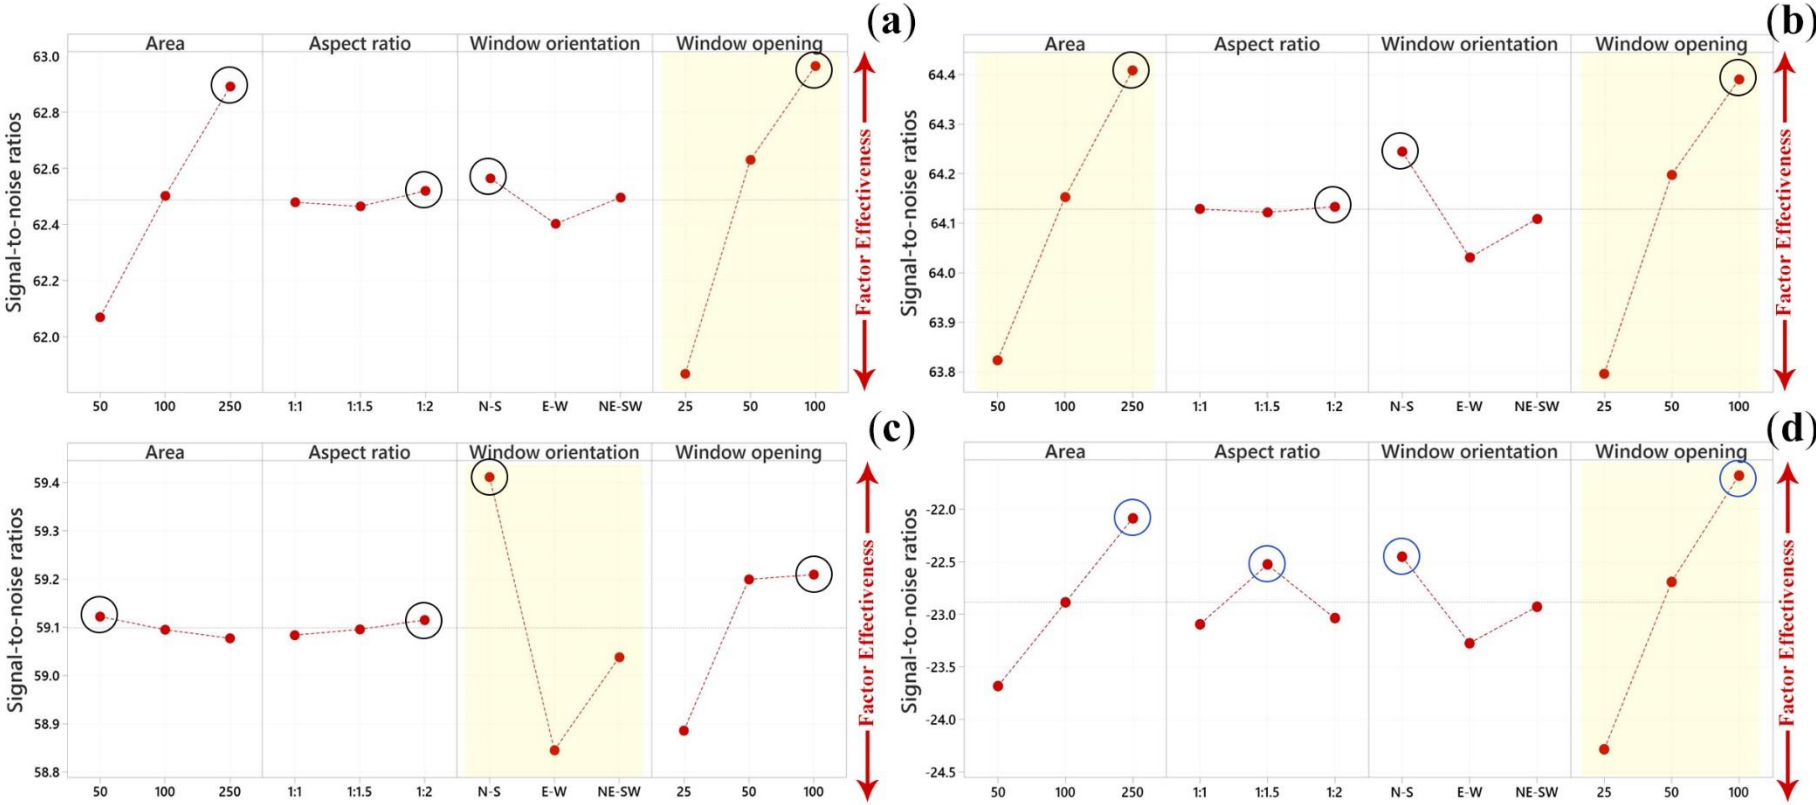 (a)
Area Aspect ratio Window orientation Window opening
63.0
62.8
62.6
62.4
62.2
62.0
Signal-to-noise ratios
50 100 250 1:1 1:1.5 1:2 N-S E-W NE-SW 25 50 100
Factor Effectiveness
(b)
Area Aspect ratio Window orientation Window opening
64.4
64.3
64.2
64.1
64.0
63.9
63.8
Signal-to-noise ratios
50 100 250 1:1 1:1.5 1:2 N-S E-W NE-SW 25 50 100
Factor Effectiveness
(c)
Area Aspect ratio Window orientation Window opening
59.4
59.3
59.2
59.1
59.0
58.9
58.8
Signal-to-noise ratios
50 100 250 1:1 1:1.5 1:2 N-S E-W NE-SW 25 50 100
Factor Effectiveness
(d)
Area Aspect ratio Window orientation Window opening
-22.0
-22.5
-23.0
-23.5
-24.0
-24.5
Signal-to-noise ratios
50 100 250 1:1 1:1.5 1:2 N-S E-W NE-SW 25 50 100
Factor Effectiveness